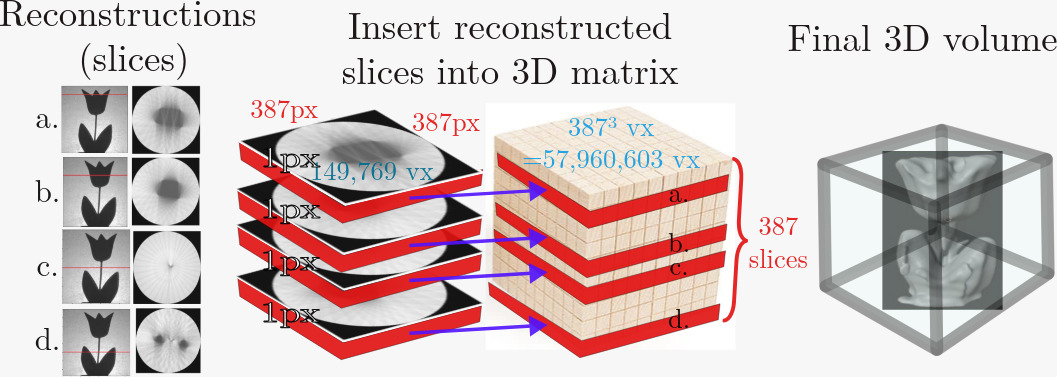 Reconstructions
(slices)
a.
b.
c.
d.
Insert reconstructed
slices into 3D matrix
387px
387px
1px
149,769 vx
1px
1px
1px
387³ vx
=57,960,603 vx
a.
b.
c.
d.
387
slices
Final 3D volume